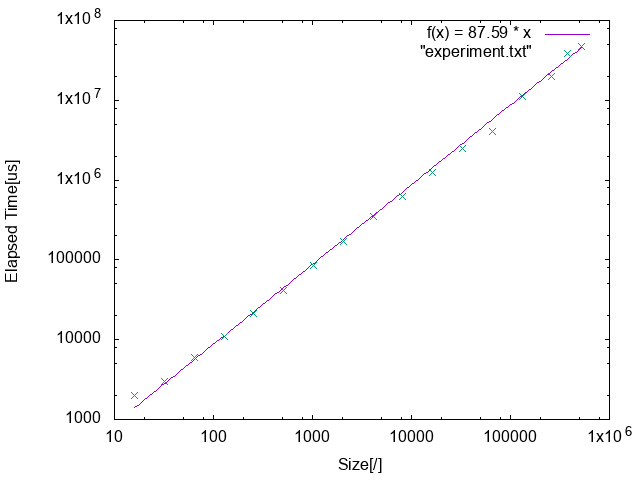 1x10^8
1x10^7
1x10^6
100000
10000
1000
Elapsed Time[us]
f(x) = 87.59 * x
"experiment.txt"
10 100 1000 10000 100000 1x10^6
Size[/]